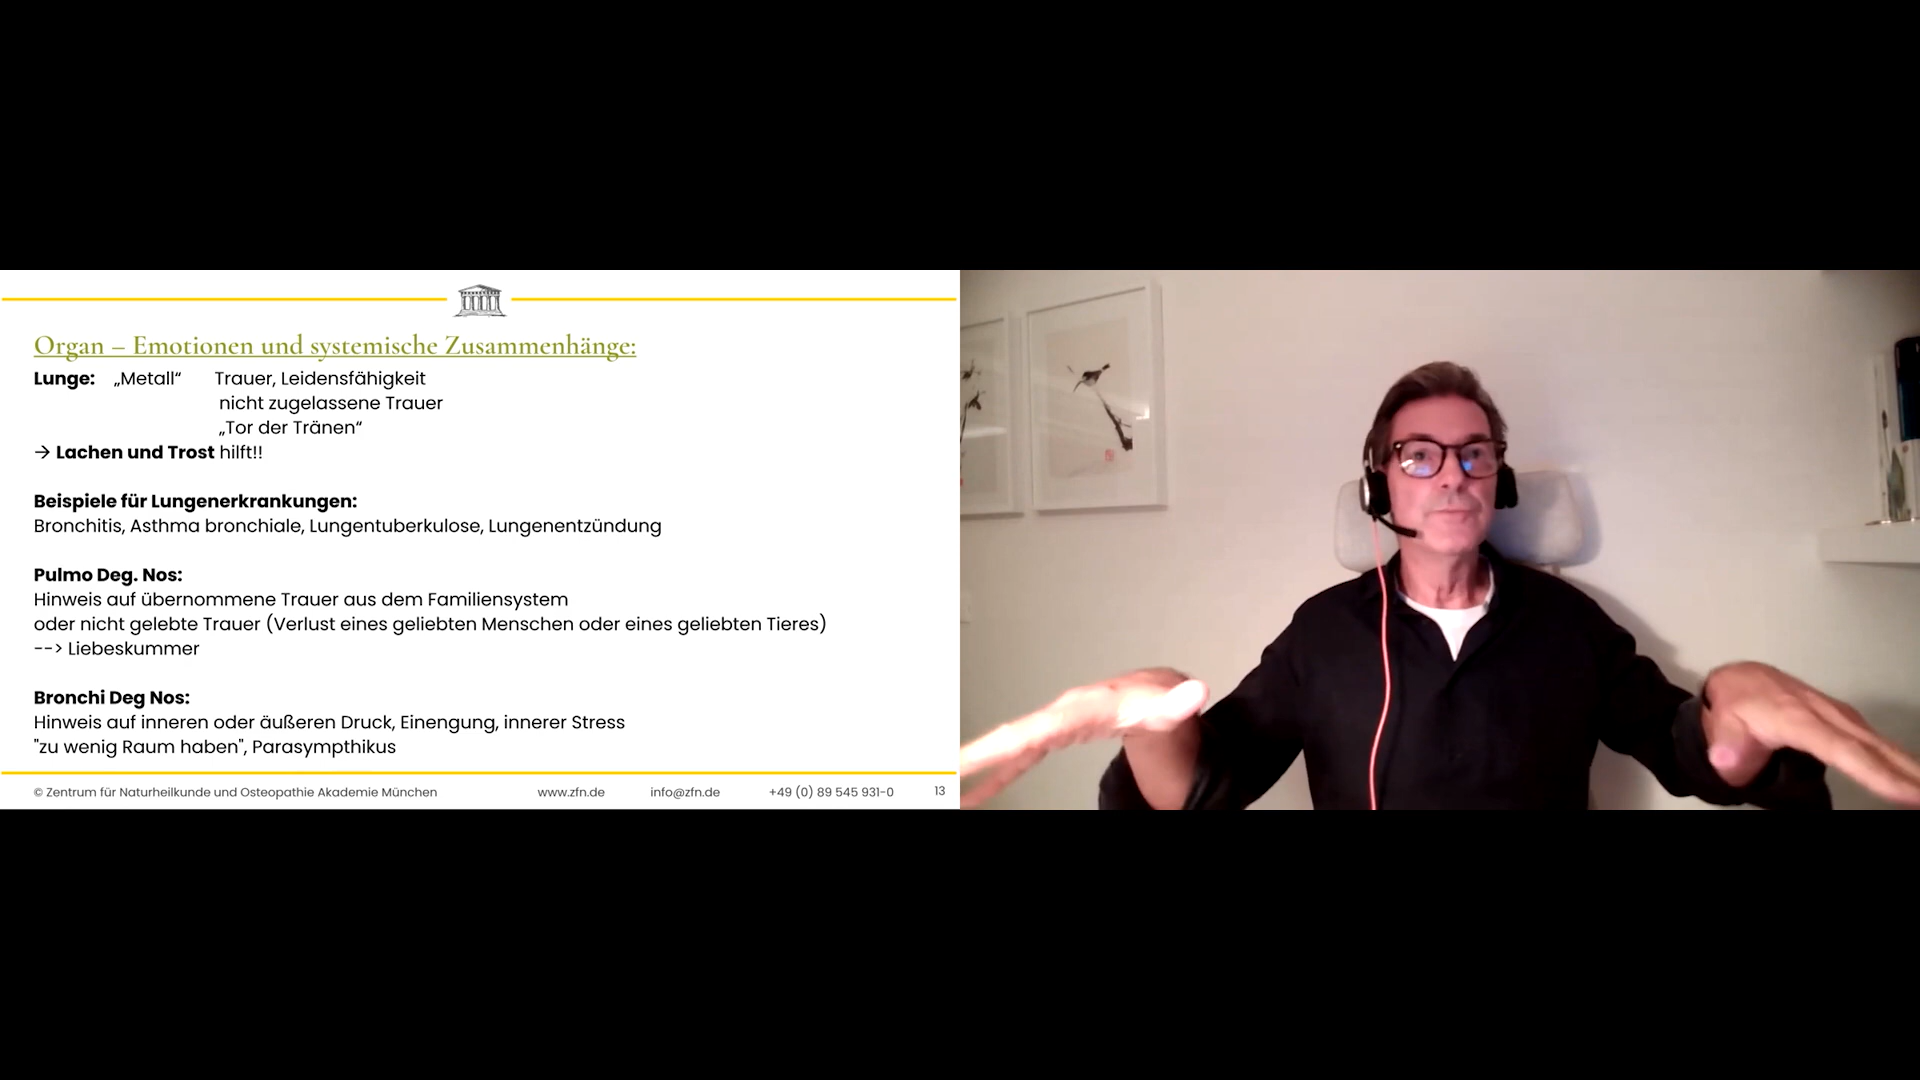 Organ – Emotionen und systemische Zusammenhänge:
Lunge: „Metall“ Trauer, Leidensfähigkeit
nicht zugelassene Trauer
„Tor der Tränen“
→ Lachen und Trost hilft!!
Beispiele für Lungenerkrankungen:
Bronchitis, Asthma bronchiale, Lungentuberkulose, Lungenentzündung
Pulmo Deg. Nos:
Hinweis auf übernommene Trauer aus dem Familiensystem
oder nicht gelebte Trauer (Verlust eines geliebten Menschen oder eines geliebten Tieres)
--> Liebeskummer
Bronchi Deg Nos:
Hinweis auf inneren oder äußeren Druck, Einengung, innerer Stress
"zu wenig Raum haben", Parasympthikus
© Zentrum für Naturheilkunde und Osteopathie Akademie München www.zfn.de info@zfn.de +49 (0) 89 545 931-0 13